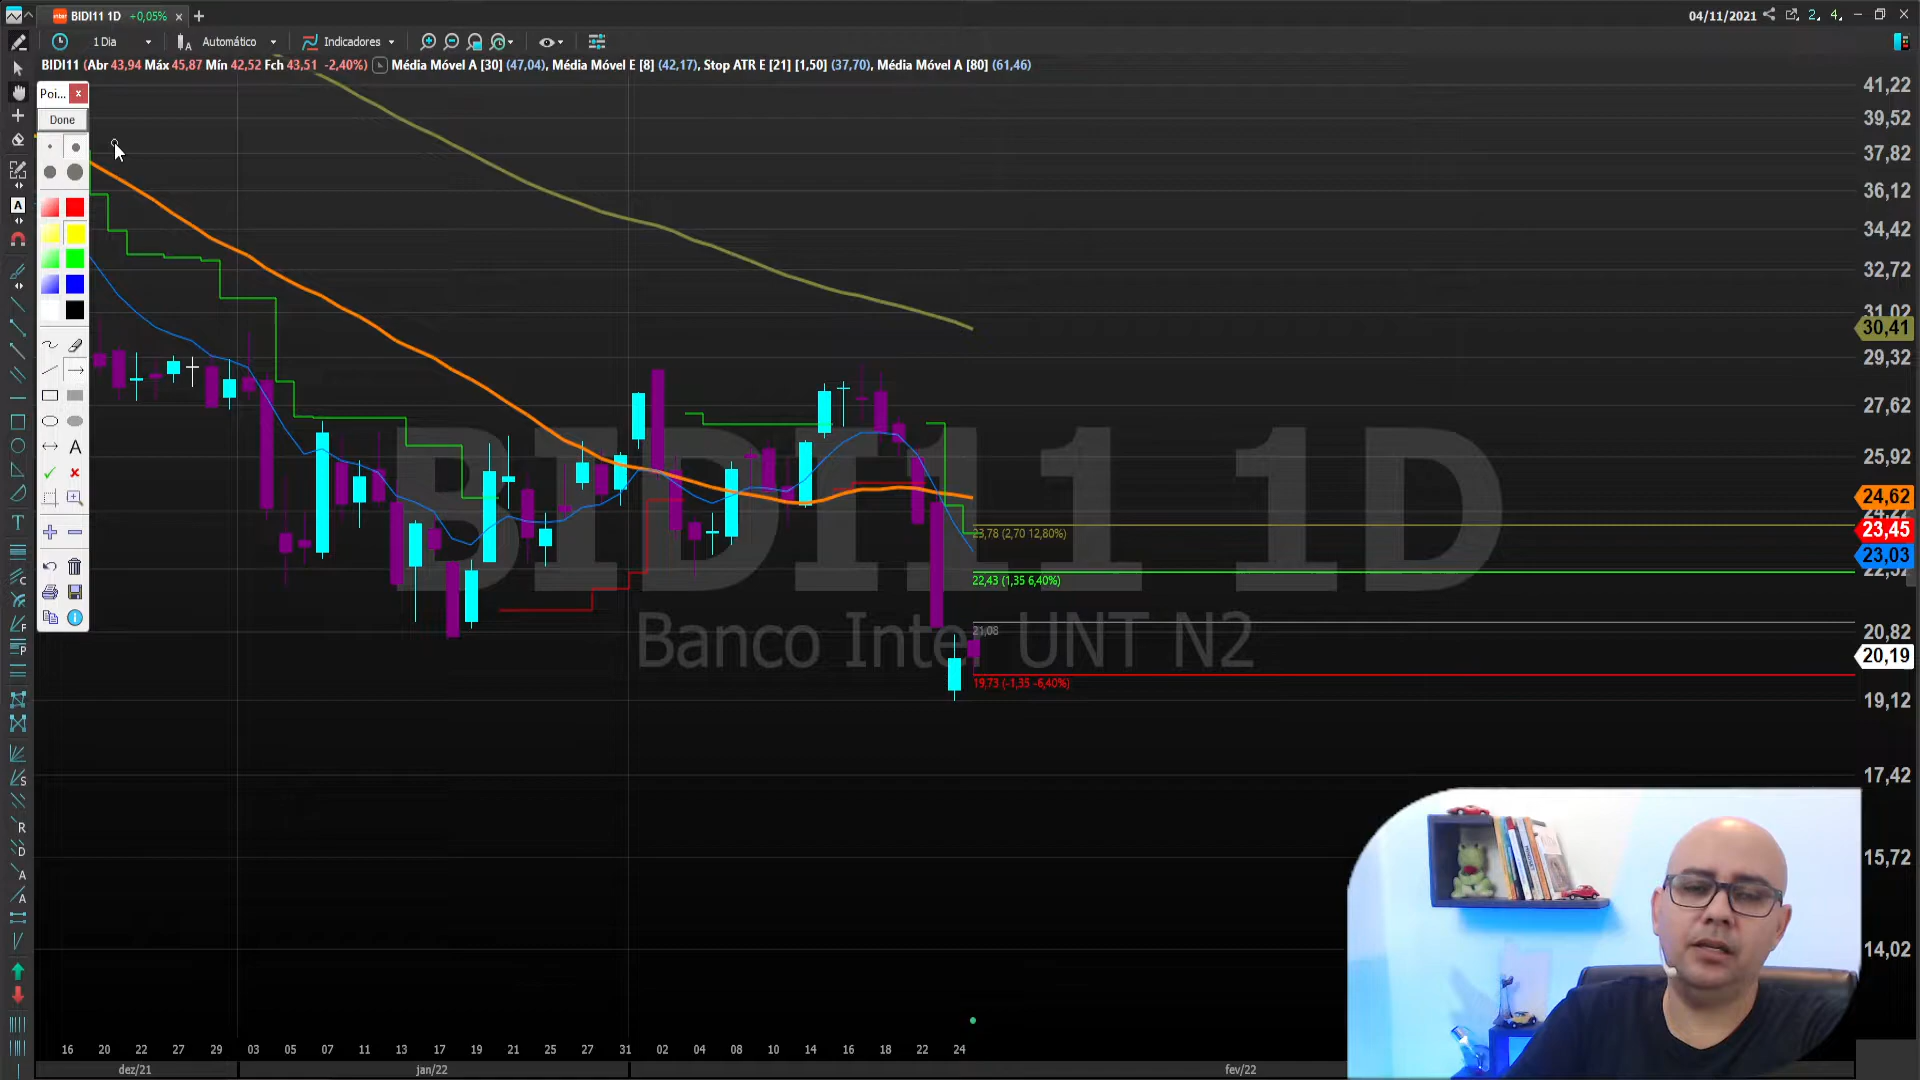 inter BIDI11 1D +0,05%
04/11/2021 2 4
1 Dia Automático Indicadores
BIDI11 (Abr 43,94 Máx 45,87 Mín 42,52 Fch 43,51 -2,40%) Média Móvel A [30] (47,04), Média Móvel E [8] (42,17), Stop ATR E [21] [1,50] (37,70), Média Móvel A [80] (61,46)
Poi...
Done
A
41,22
39,52
37,82
36,12
34,42
32,72
31,02
30,41
29,32
27,62
25,92
24,62
24,22
23,45
23,03
22,52
20,82
20,19
19,12
17,42
15,72
14,02
BIDI11 1D
Banco Inter UNT N2
23,78 (2,70 12,80%)
22,43 (1,35 6,40%)
21,08
19,73 (-1,35 -6,40%)
16 20 22 27 29 03 05 07 11 13 17 19 21 25 27 31 02 04 08 10 14 16 18 22 24
dez/21 jan/22 fev/22